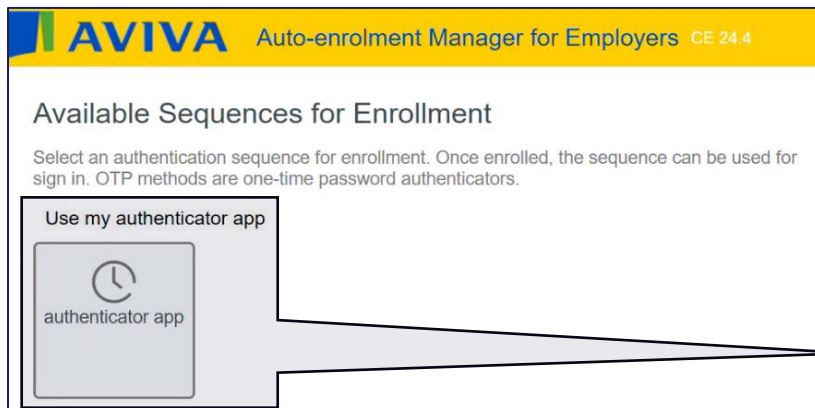 AVIVA Auto-enrolment Manager for Employers CE 24.4
Available Sequences for Enrollment
Select an authentication sequence for enrollment. Once enrolled, the sequence can be used for
sign in. OTP methods are one-time password authenticators.
Use my authenticator app
authenticator app